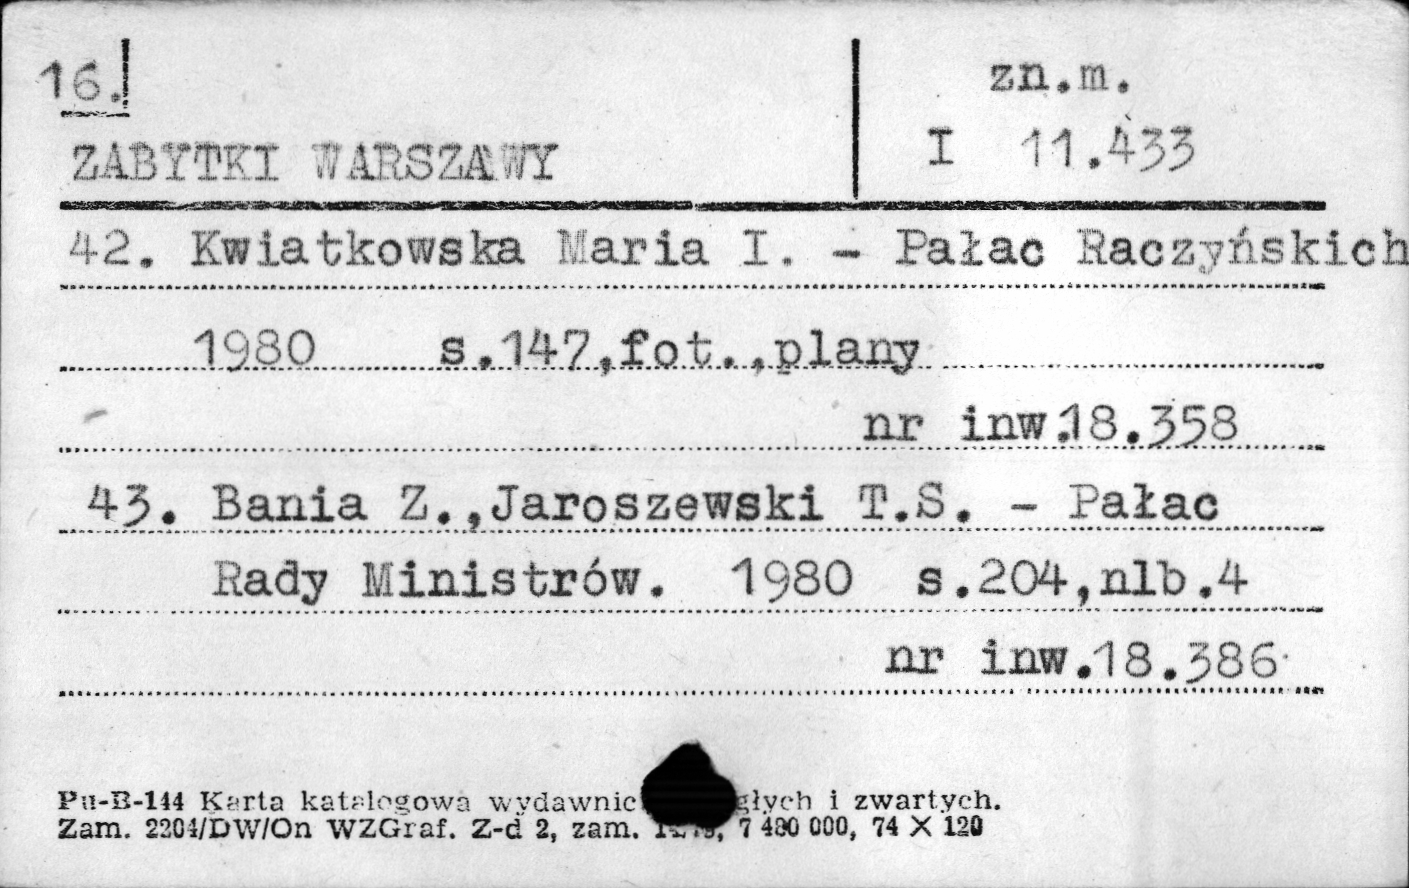 16.
zn.m.
ZABYTKI WARSZAWY
I 11.433
42. Kwiatkowska Maria I. - Pałac Raczyńskich
1980 s.147,fot.,plany
nr inw.18.358
43. Bania Z.,Jaroszewski T.S. - Pałac
Rady Ministrów. 1980 s.204,nlb.4
nr inw.18.386
Pu-B-144 Karta katalogowa i zwartych.
Zam. 2204/DW/On WZGraf. Z-d 2, zam. 7 480 000, 74 X 120